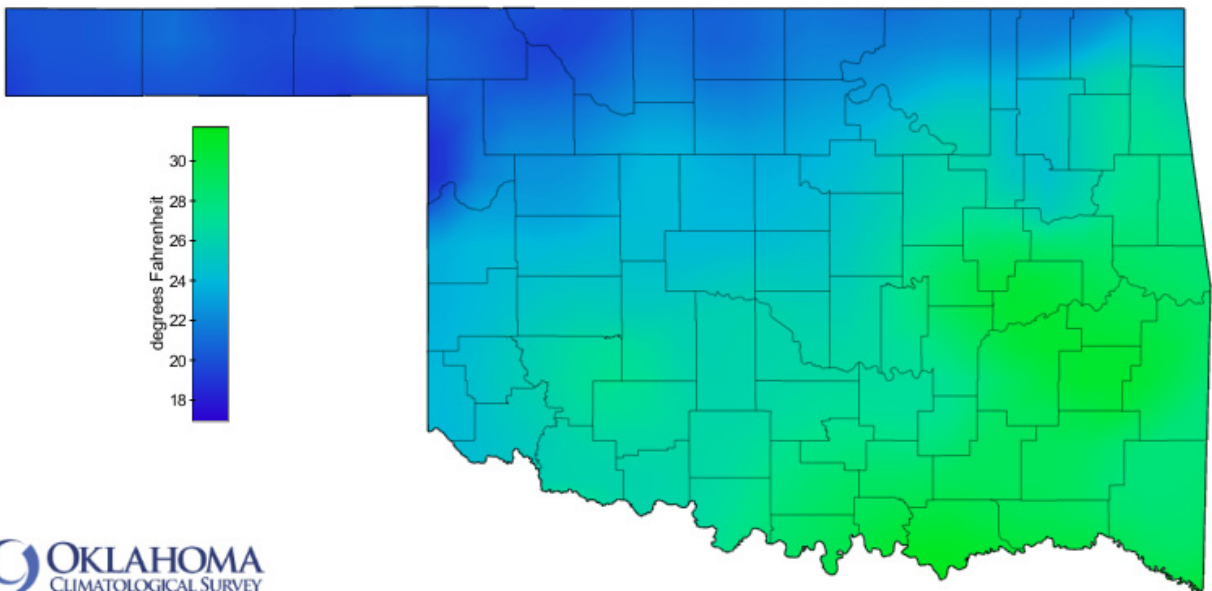 30
28
26
24
22
20
18
degrees Fahrenheit
OKLAHOMA
CLIMATOLOGICAL SURVEY